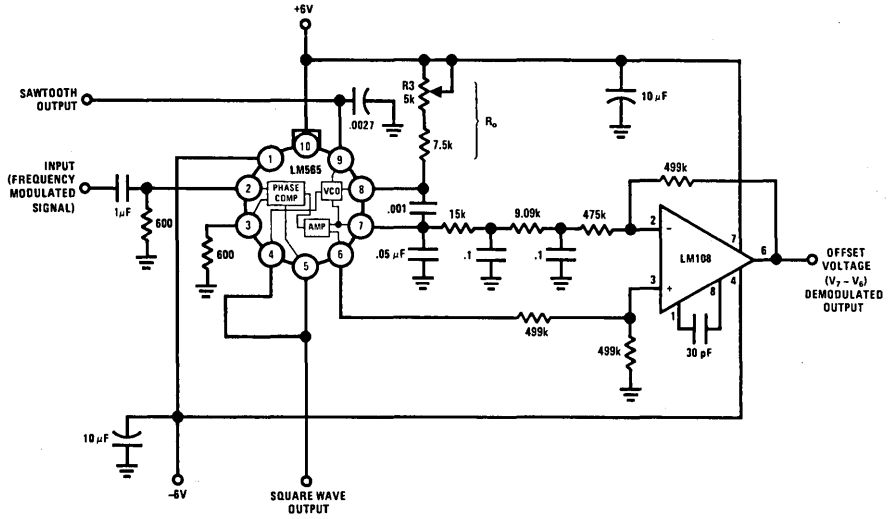 +6V
SAWTOOTH
OUTPUT
.0027
R3
5k
7.5k
Ro
10 μF
INPUT
(FREQUENCY
MODULATED
SIGNAL)
1μF
600
600
1
2
3
4
5
6
7
8
9
10
LM565
PHASE
COMP
VCO
AMP
.001
.05 μF
15k
.1
9.09k
.1
475k
499k
2
−
3
+
LM108
7
6
4
8
1
30 pF
499k
499k
OFFSET
VOLTAGE
(V7 − V6)
DEMODULATED
OUTPUT
10 μF
−6V
SQUARE WAVE
OUTPUT